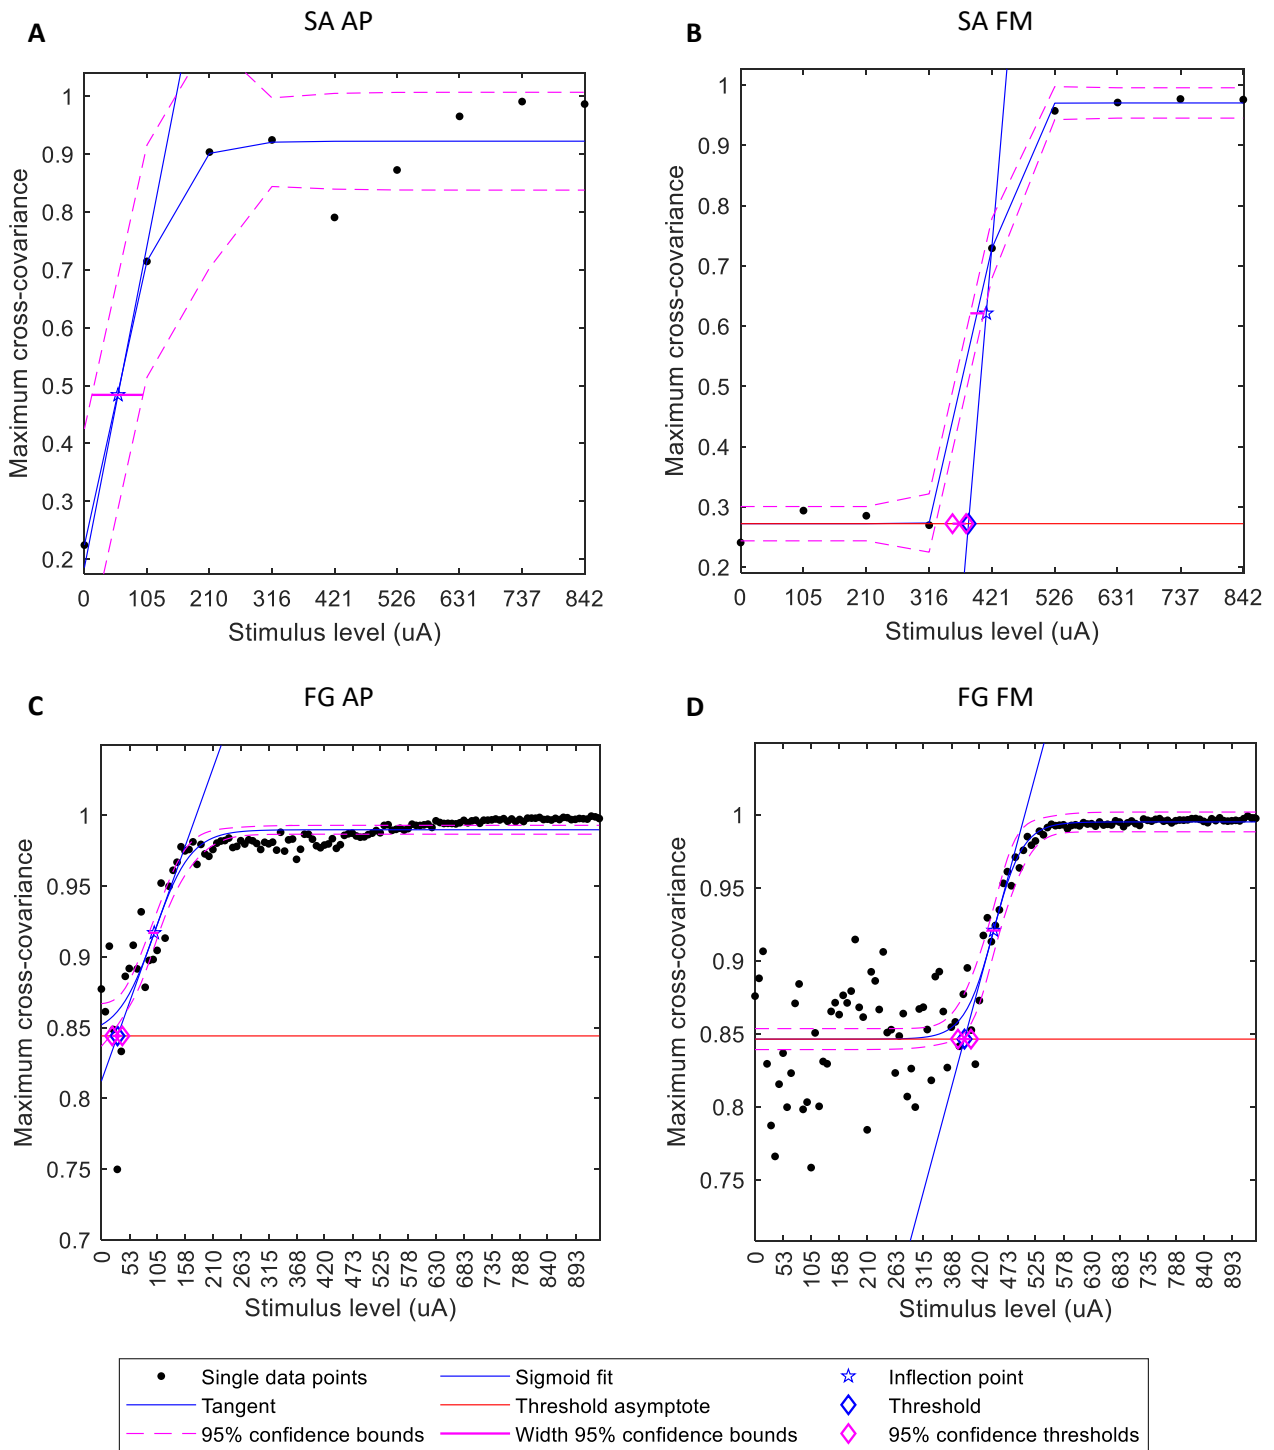 A
SA AP
1
0.9
0.8
0.7
0.6
0.5
0.4
0.3
0.2
Maximum cross-covariance
0 105 210 316 421 526 631 737 842
Stimulus level (uA)
B
SA FM
1
0.9
0.8
0.7
0.6
0.5
0.4
0.3
0.2
Maximum cross-covariance
0 105 210 316 421 526 631 737 842
Stimulus level (uA)
C
FG AP
1
0.95
0.9
0.85
0.8
0.75
0.7
Maximum cross-covariance
0 53 105 158 210 263 315 368 420 473 525 578 630 683 735 788 840 893
Stimulus level (uA)
D
FG FM
1
0.95
0.9
0.85
0.8
0.75
Maximum cross-covariance
0 53 105 158 210 263 315 368 420 473 525 578 630 683 735 788 840 893
Stimulus level (uA)
Single data points Sigmoid fit Inflection point
Tangent Threshold asymptote Threshold
95% confidence bounds Width 95% confidence bounds 95% confidence thresholds